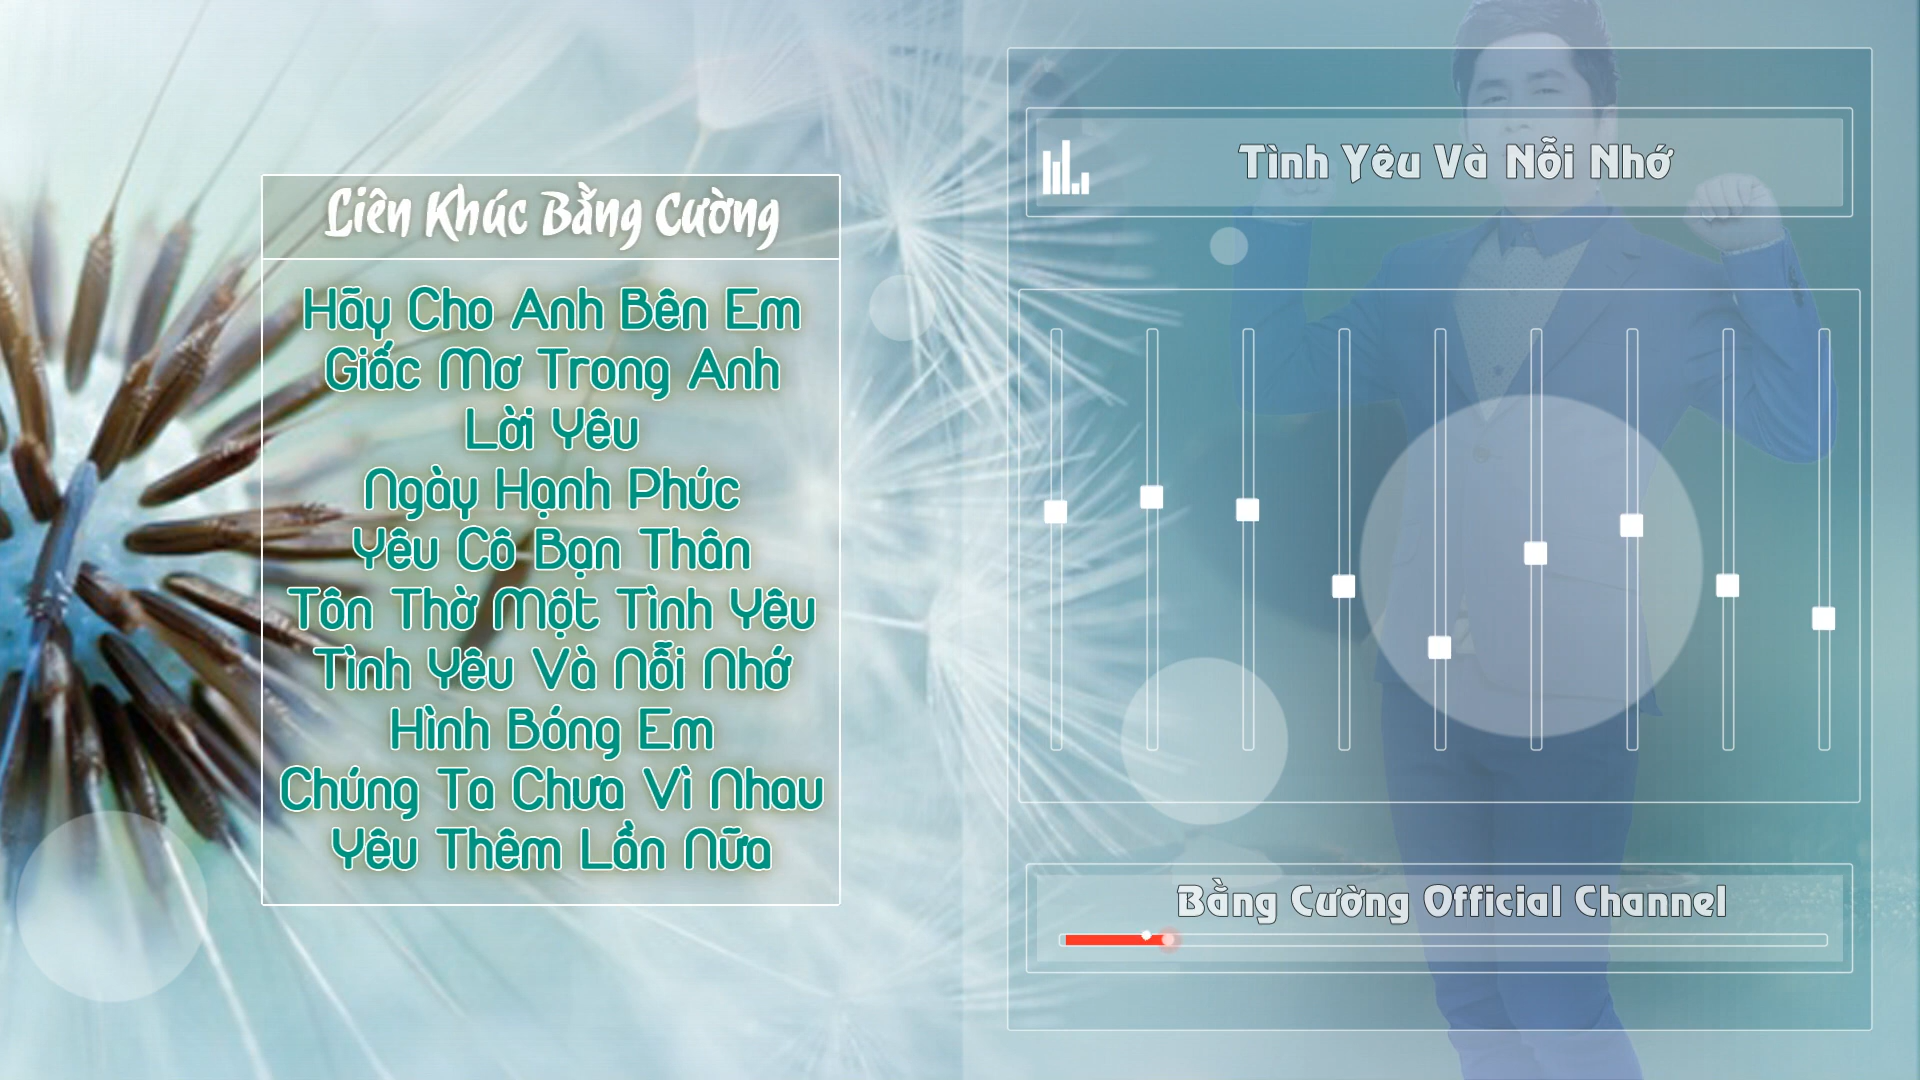 Liên Khúc Bằng Cường
Hãy Cho Anh Bên Em
Giấc Mơ Trong Anh
Lời Yêu
Ngày Hạnh Phúc
Yêu Cô Bạn Thân
Tôn Thờ Một Tình Yêu
Tình Yêu Và Nỗi Nhớ
Hình Bóng Em
Chúng Ta Chưa Vì Nhau
Yêu Thêm Lần Nữa
Tình Yêu Và Nỗi Nhớ
Bằng Cường Official Channel